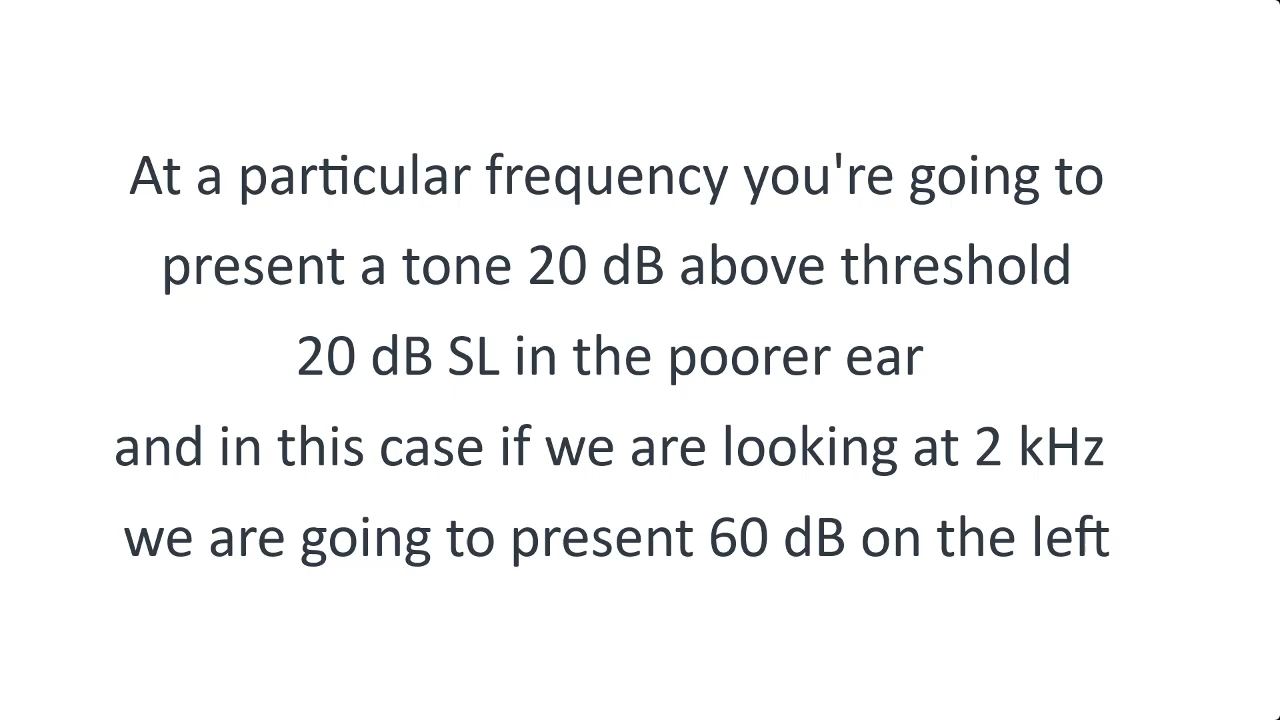 At a particular frequency you're going to
present a tone 20 dB above threshold
20 dB SL in the poorer ear
and in this case if we are looking at 2 kHz
we are going to present 60 dB on the left